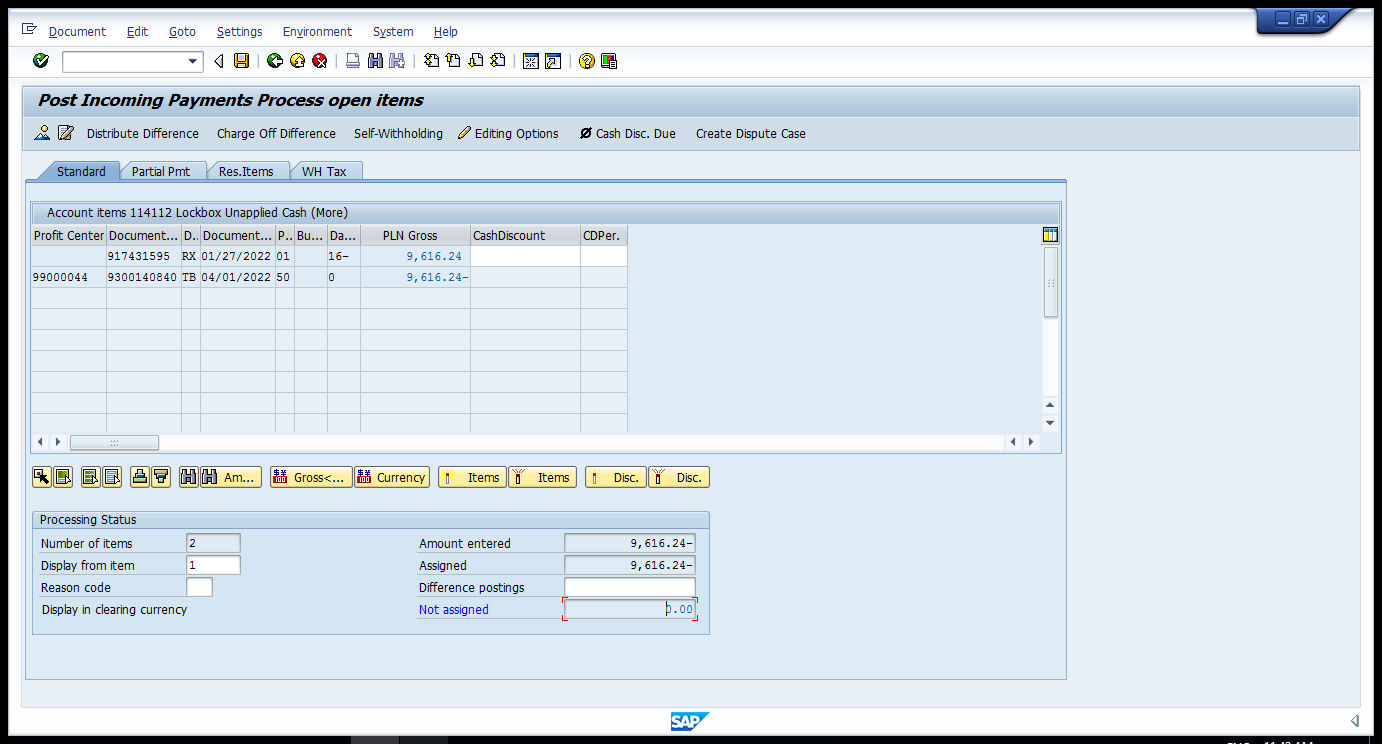 Document Edit Goto Settings Environment System Help
Post Incoming Payments Process open items
Distribute Difference Charge Off Difference Self-Withholding Editing Options Cash Disc. Due Create Dispute Case
Standard Partial Pmt Res.Items WH Tax
Account items 114112 Lockbox Unapplied Cash (More)
Profit Center Document... D.. Document... P.. Bu... Da... PLN Gross CashDiscount CDPer.
917431595 RX 01/27/2022 01 16- 9,616.24
99000044 9300140840 TB 04/01/2022 50 0 9,616.24-
Am... Gross<... Currency Items Items Disc. Disc.
Processing Status
Number of items 2 Amount entered 9,616.24-
Display from item 1 Assigned 9,616.24-
Reason code Difference postings
Display in clearing currency Not assigned 0.00
SAP